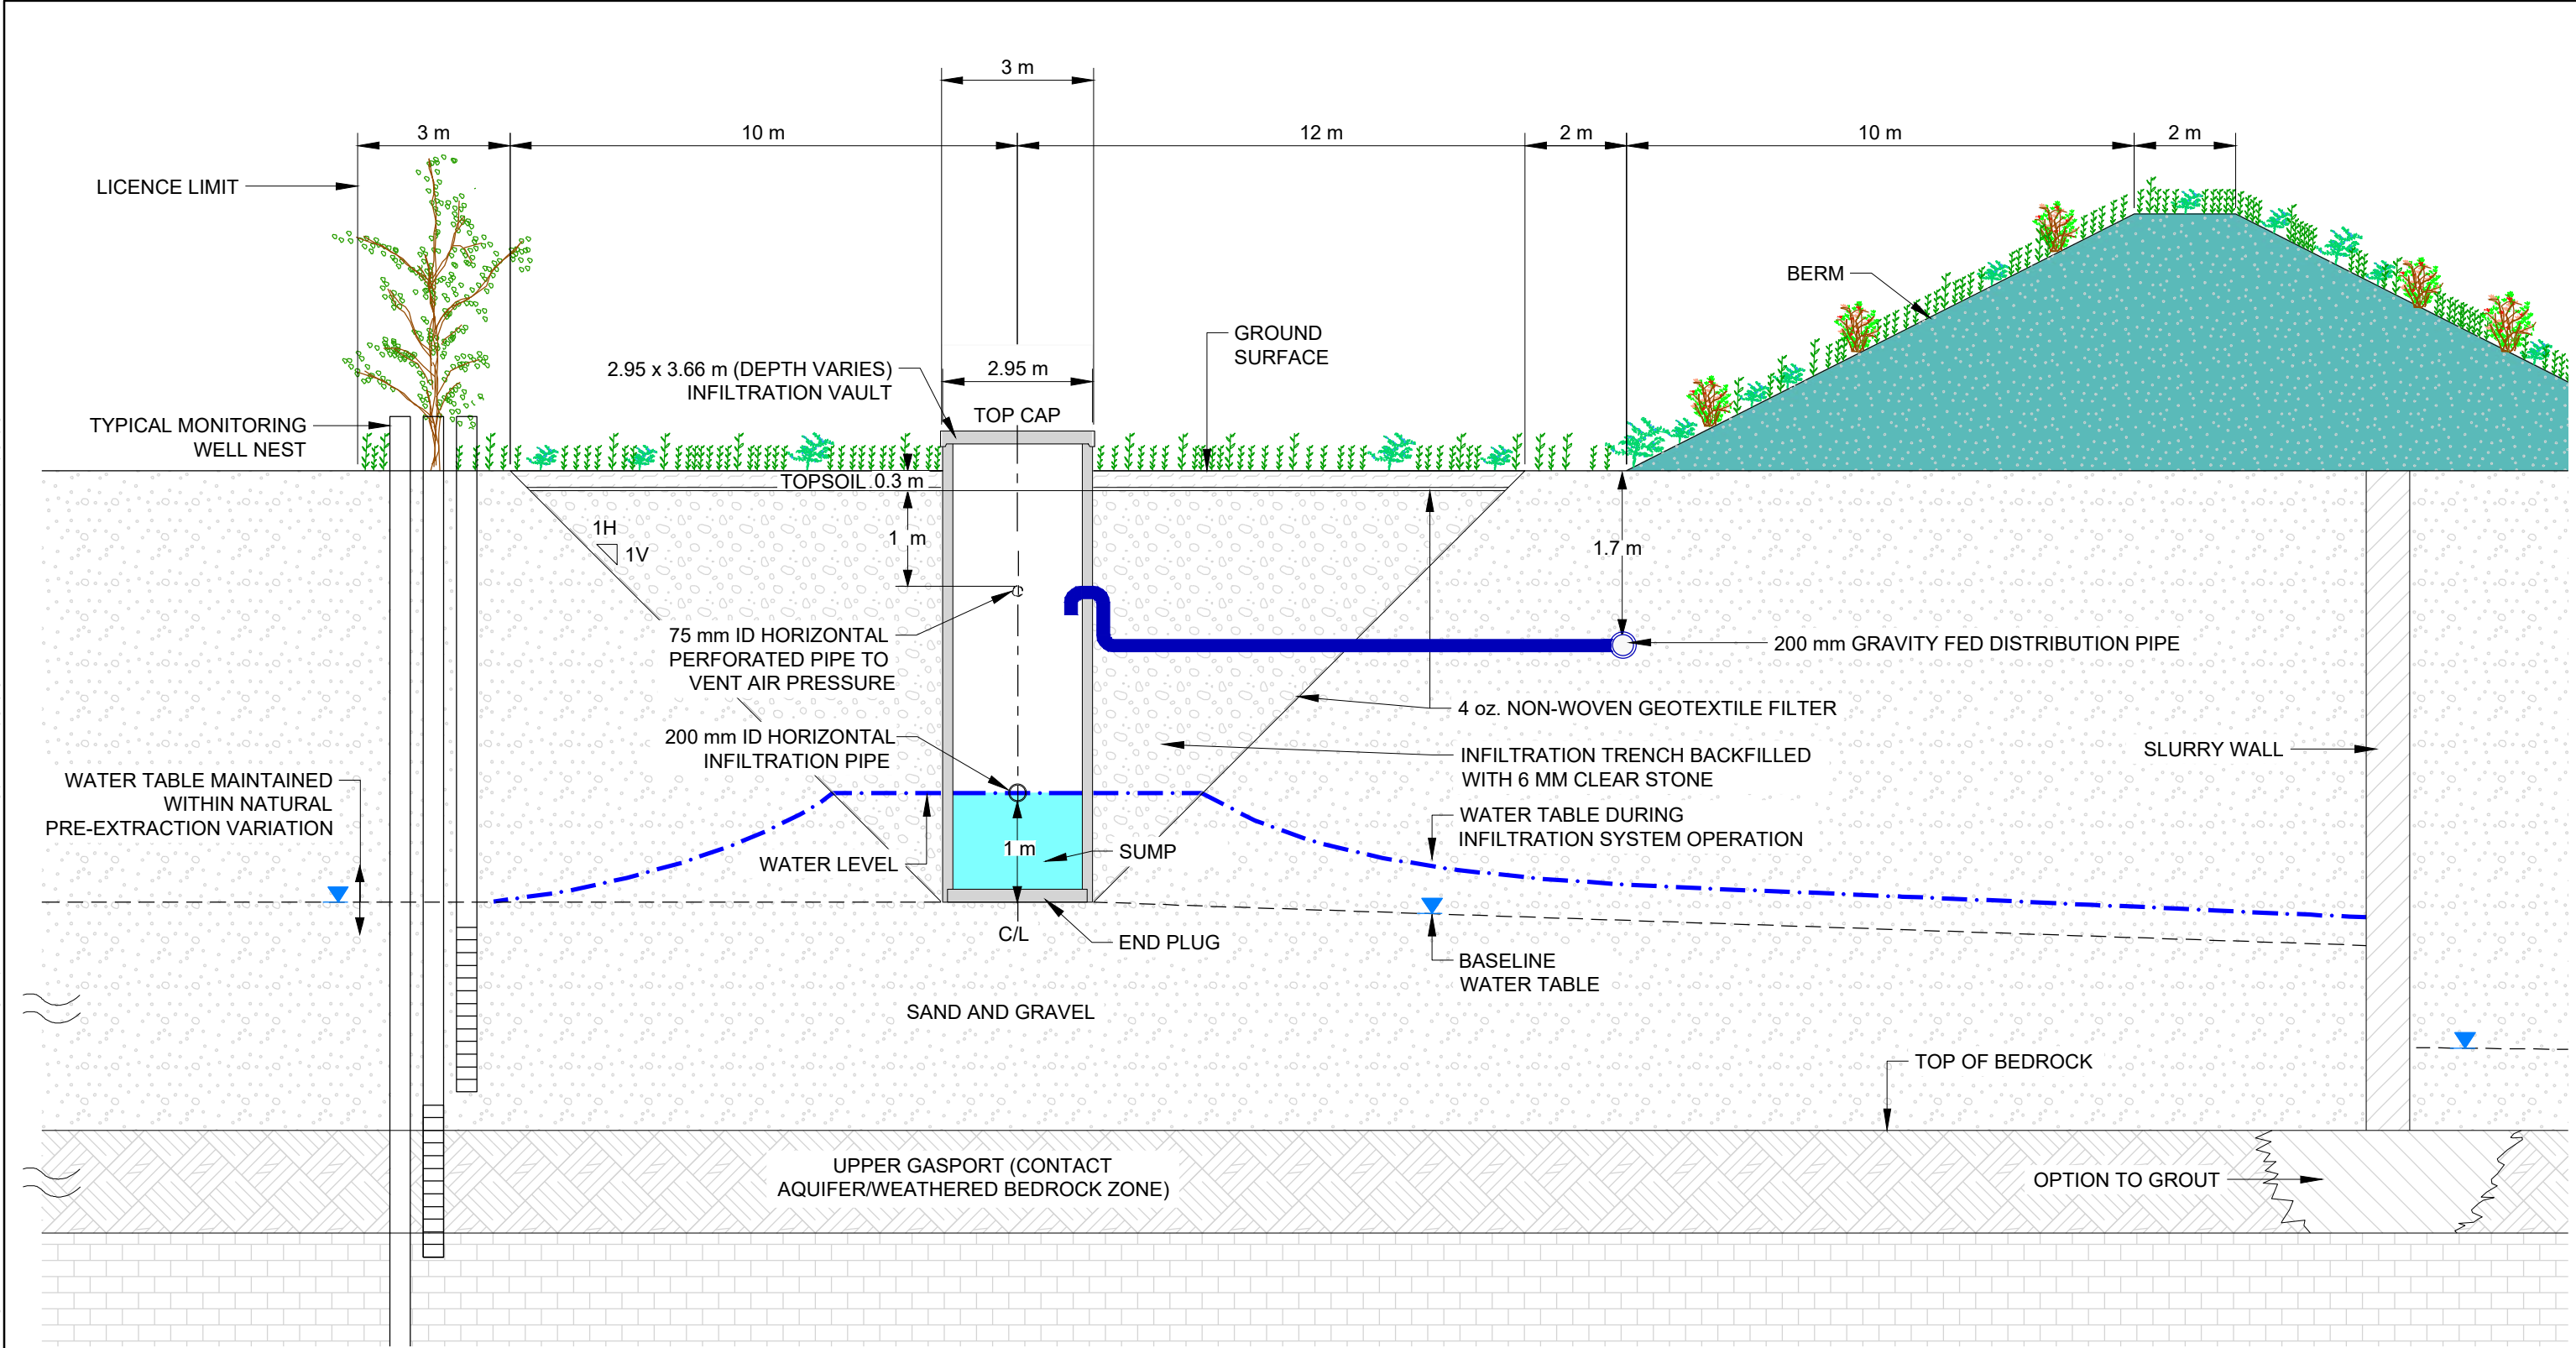 3 m
3 m
10 m
12 m
2 m
10 m
2 m
LICENCE LIMIT
BERM
GROUND
SURFACE
2.95 x 3.66 m (DEPTH VARIES)
INFILTRATION VAULT
2.95 m
TOP CAP
TYPICAL MONITORING
WELL NEST
TOPSOIL 0.3 m
1H
1V
1 m
1.7 m
75 mm ID HORIZONTAL
PERFORATED PIPE TO
VENT AIR PRESSURE
200 mm GRAVITY FED DISTRIBUTION PIPE
4 oz. NON-WOVEN GEOTEXTILE FILTER
200 mm ID HORIZONTAL
INFILTRATION PIPE
INFILTRATION TRENCH BACKFILLED
WITH 6 MM CLEAR STONE
SLURRY WALL
WATER TABLE MAINTAINED
WITHIN NATURAL
PRE-EXTRACTION VARIATION
WATER TABLE DURING
INFILTRATION SYSTEM OPERATION
1 m
SUMP
WATER LEVEL
C/L
END PLUG
BASELINE
WATER TABLE
SAND AND GRAVEL
TOP OF BEDROCK
UPPER GASPORT (CONTACT
AQUIFER/WEATHERED BEDROCK ZONE)
OPTION TO GROUT